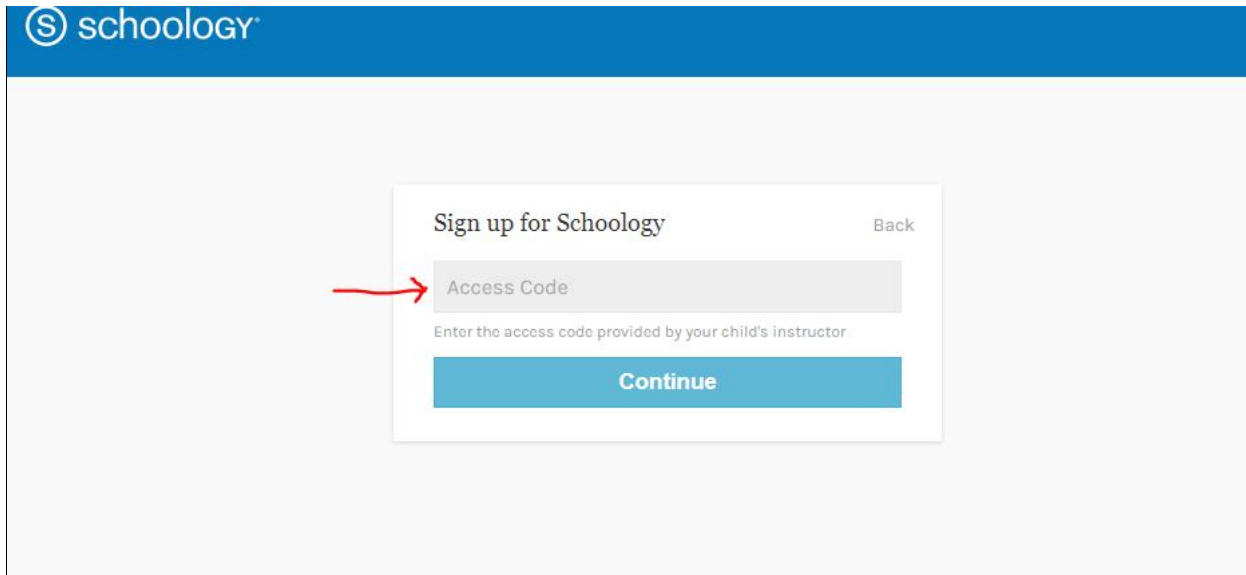 S schoology
Sign up for Schoology
Back
Access Code
Enter the access code provided by your child's instructor
Continue